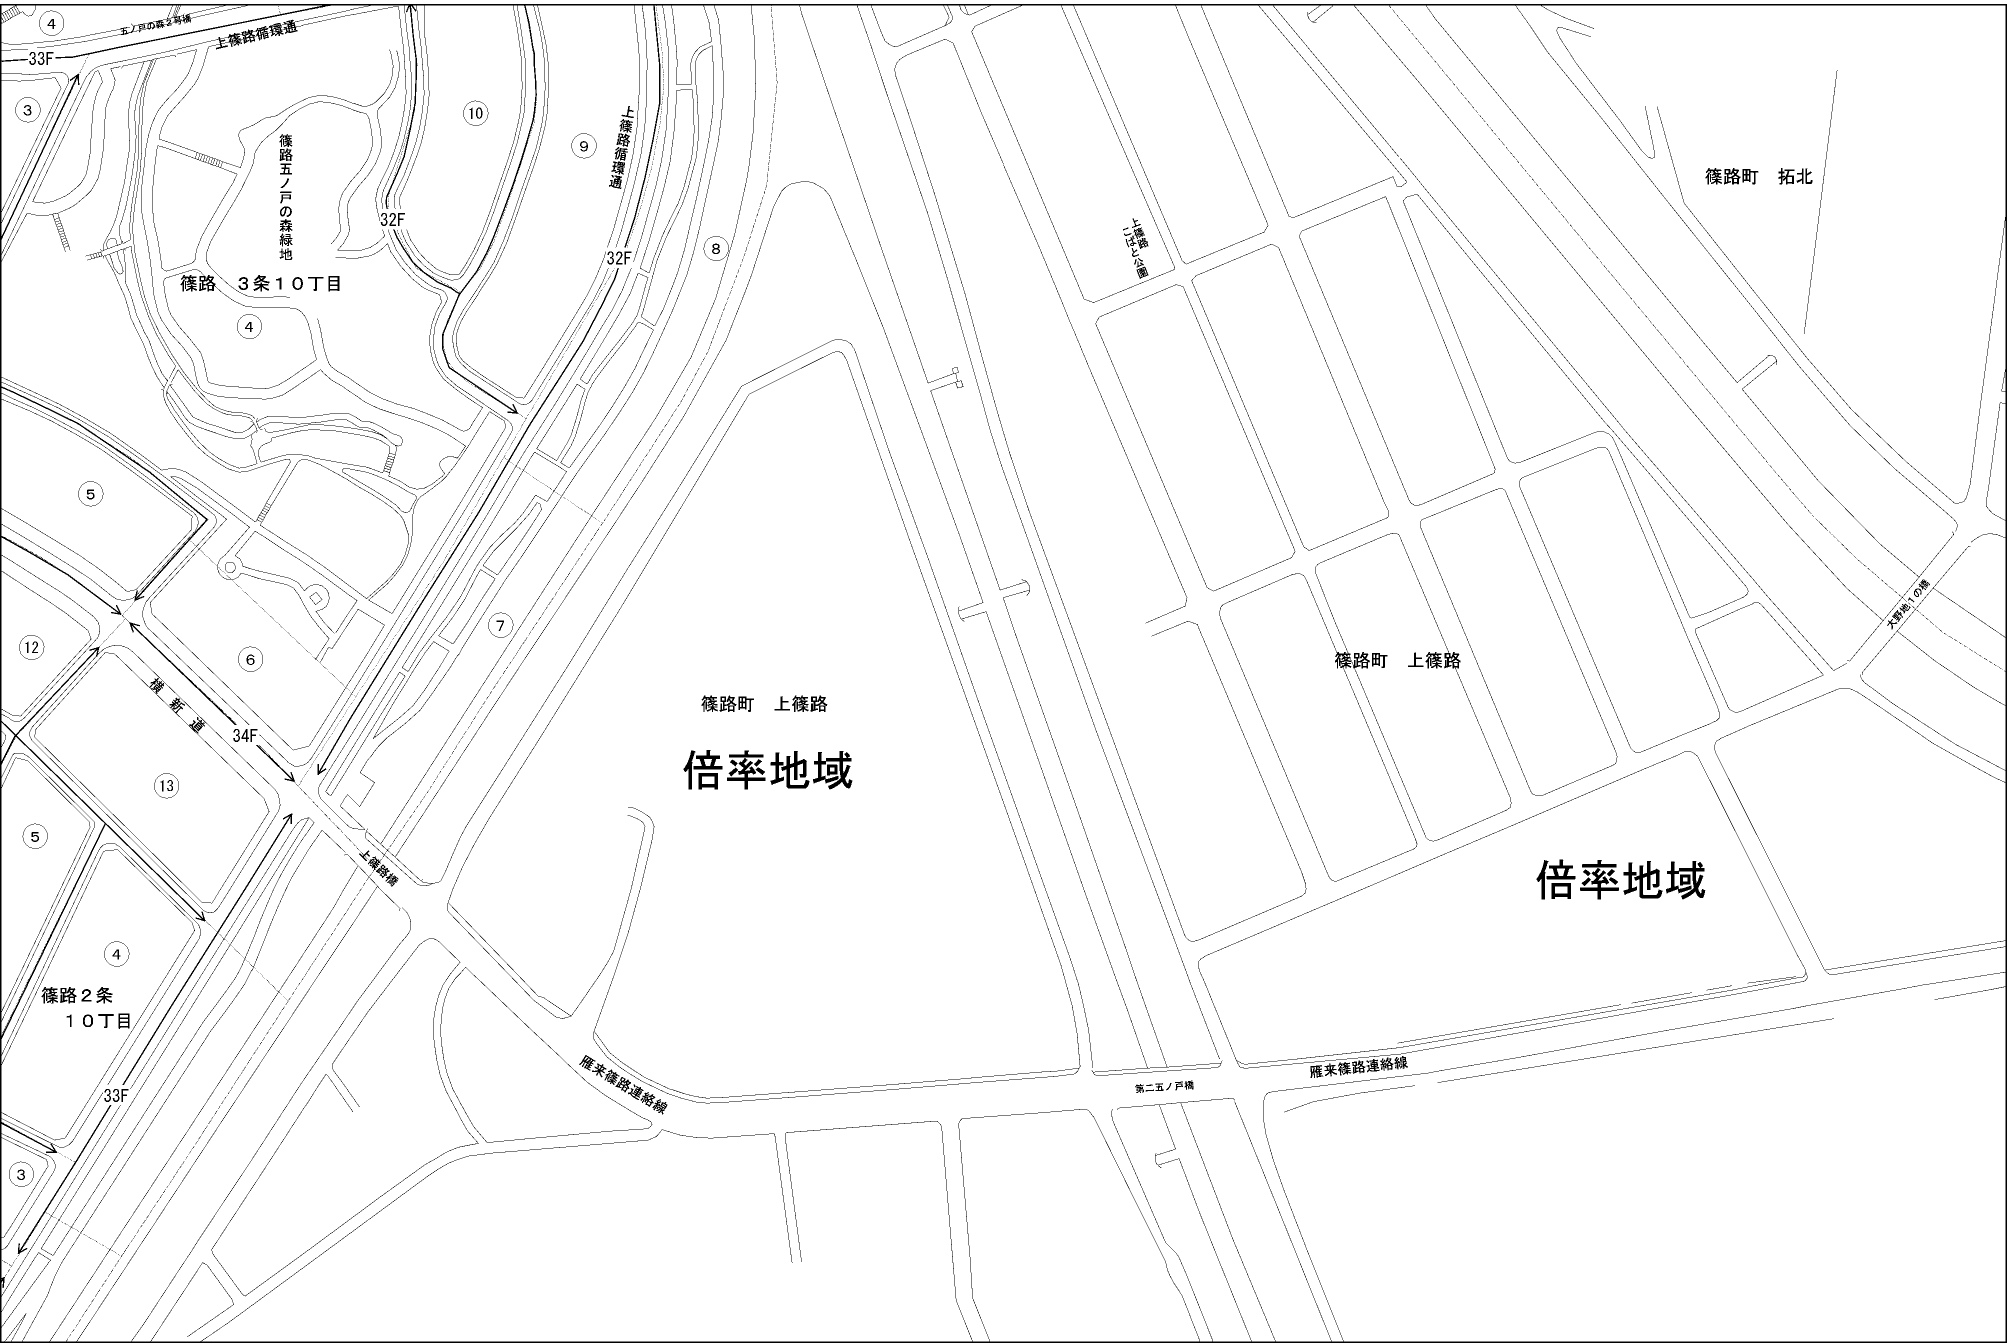 ④
五ノ戸の森2号橋
上篠路循環通
33F
③
⑩
⑨
上篠路循環通
篠路五ノ戸の森緑地
32F
32F
⑧
篠路 3条10丁目
④
上篠路
こばと公園
篠路町 拓北
⑤
⑫
⑥
⑦
横新道
34F
⑬
大野地1の橋
篠路町 上篠路
篠路町 上篠路
倍率地域
倍率地域
⑤
上篠路橋
④
篠路2条
10丁目
33F
③
雁来篠路連絡線
第二五ノ戸橋
雁来篠路連絡線